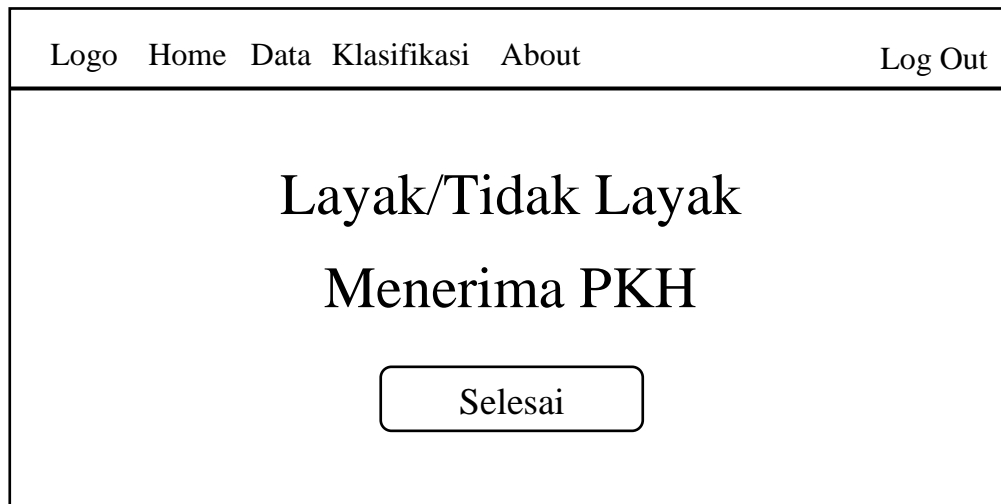 Logo Home Data Klasifikasi About Log Out
Layak/Tidak Layak
Menerima PKH
Selesai